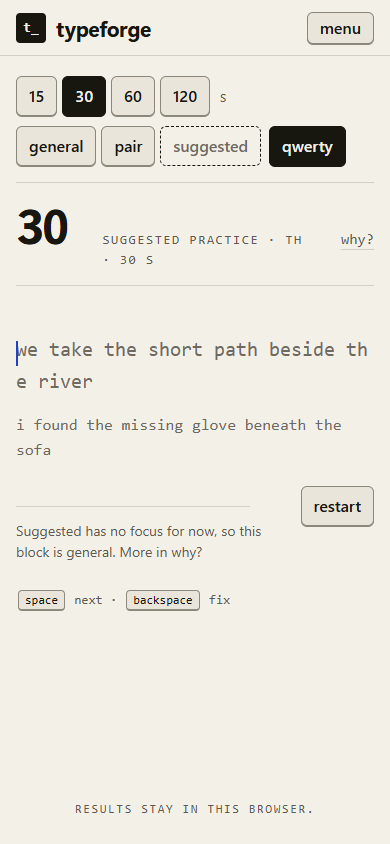 t_ typeforge menu
15 30 60 120 s
general pair suggested qwerty
30 SUGGESTED PRACTICE · TH why?
· 30 S
we take the short path beside th
e river
i found the missing glove beneath the
sofa
restart
Suggested has no focus for now, so this
block is general. More in why?
space next · backspace fix
RESULTS STAY IN THIS BROWSER.